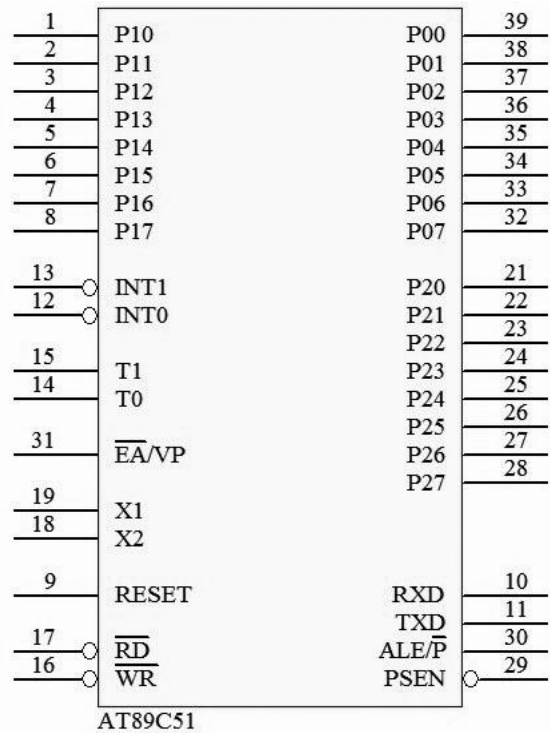 1 P10 P00 39
2 P11 P01 38
3 P12 P02 37
4 P13 P03 36
5 P14 P04 35
6 P15 P05 34
7 P16 P06 33
8 P17 P07 32
13 INT1 P20 21
12 INT0 P21 22
P22 23
15 T1 P23 24
14 T0 P24 25
P25 26
31 E̅A̅/VP P26 27
P27 28
19 X1
18 X2
9 RESET RXD 10
TXD 11
17 R̅D̅ ALE/P̅ 30
16 W̅R̅ PSEN 29
AT89C51